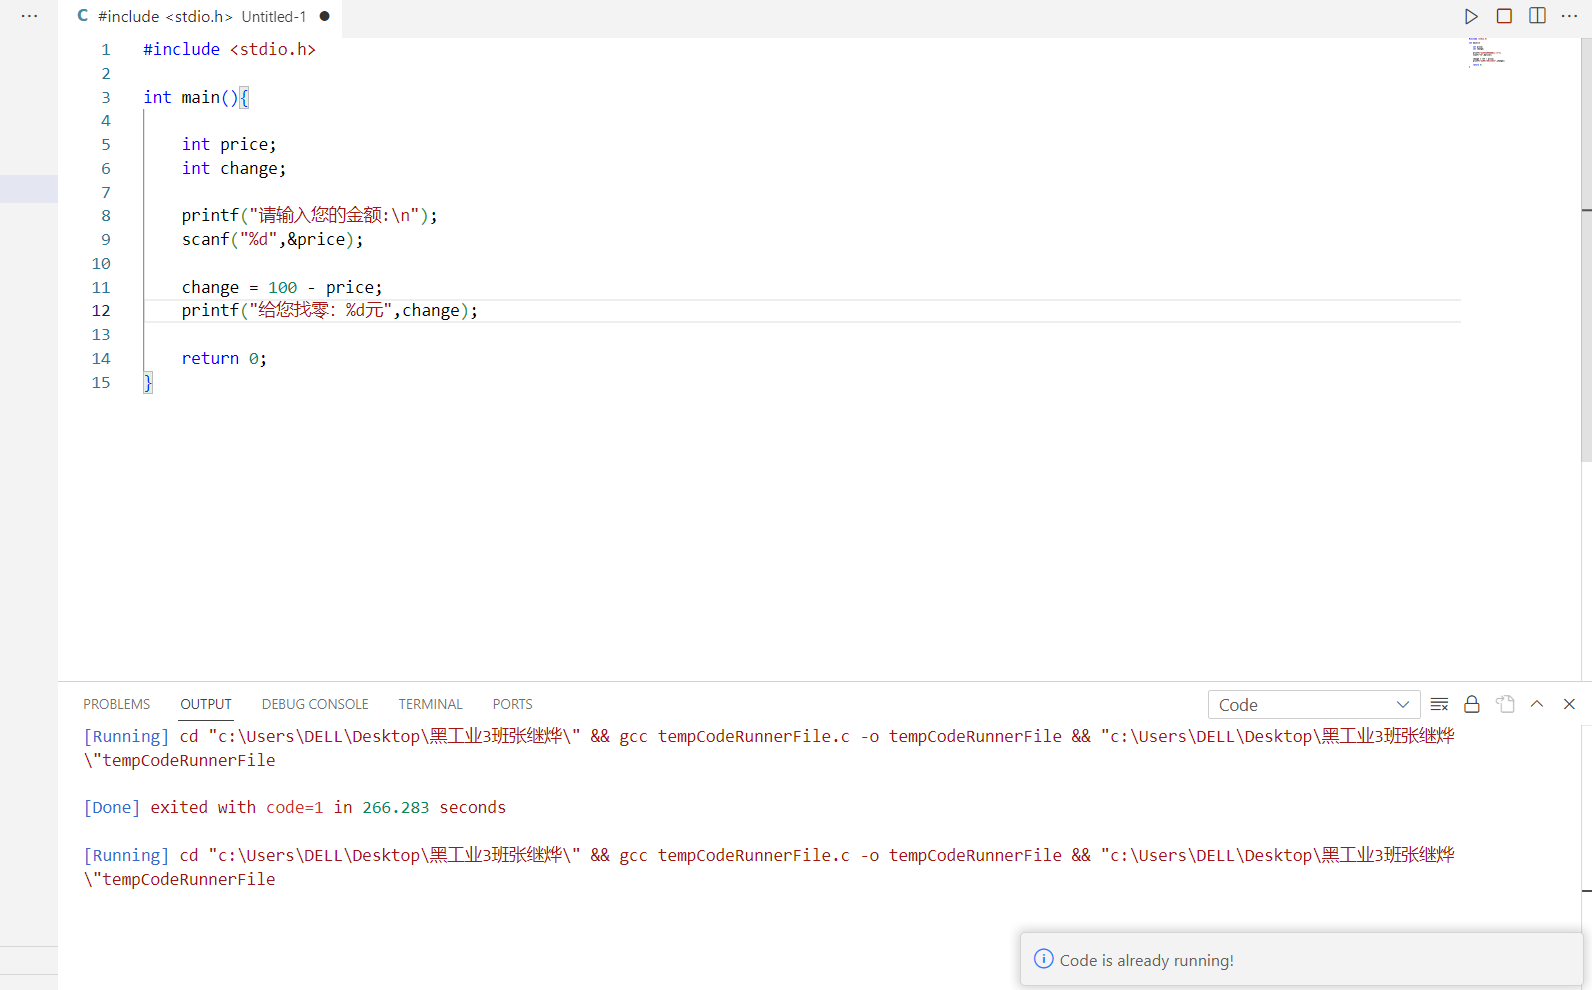 #include <stdio.h> Untitled-1
1 #include <stdio.h>
2
3 int main(){
4
5 int price;
6 int change;
7
8 printf("请输入您的金额:\n");
9 scanf("%d",&price);
10
11 change = 100 - price;
12 printf("给您找零: %d元",change);
13
14 return 0;
15 }
PROBLEMS OUTPUT DEBUG CONSOLE TERMINAL PORTS Code
[Running] cd "c:\Users\DELL\Desktop\黑工业3班张继烨\" && gcc tempCodeRunnerFile.c -o tempCodeRunnerFile && "c:\Users\DELL\Desktop\黑工业3班张继烨
\"tempCodeRunnerFile
[Done] exited with code=1 in 266.283 seconds
[Running] cd "c:\Users\DELL\Desktop\黑工业3班张继烨\" && gcc tempCodeRunnerFile.c -o tempCodeRunnerFile && "c:\Users\DELL\Desktop\黑工业3班张继烨
\"tempCodeRunnerFile
Code is already running!